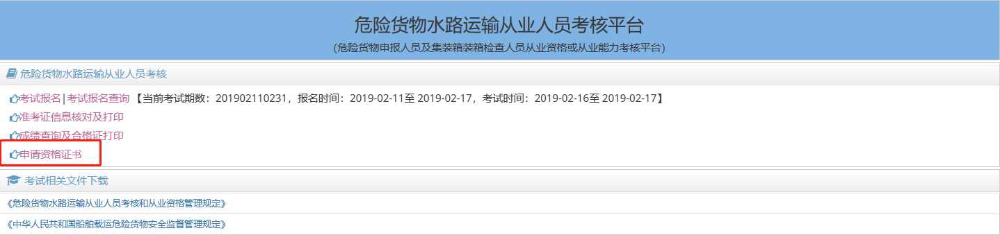 危险货物水路运输从业人员考核平台
(危险货物申报人员及集装箱装箱检查人员从业资格或从业能力考核平台)
危险货物水路运输从业人员考核
考试报名|考试报名查询 【当前考试期数：201902110231，报名时间：2019-02-11至 2019-02-17，考试时间：2019-02-16至 2019-02-17】
准考证信息核对及打印
成绩查询及合格证打印
申请资格证书
考试相关文件下载
《危险货物水路运输从业人员考核和从业资格管理规定》
《中华人民共和国船舶载运危险货物安全监督管理规定》